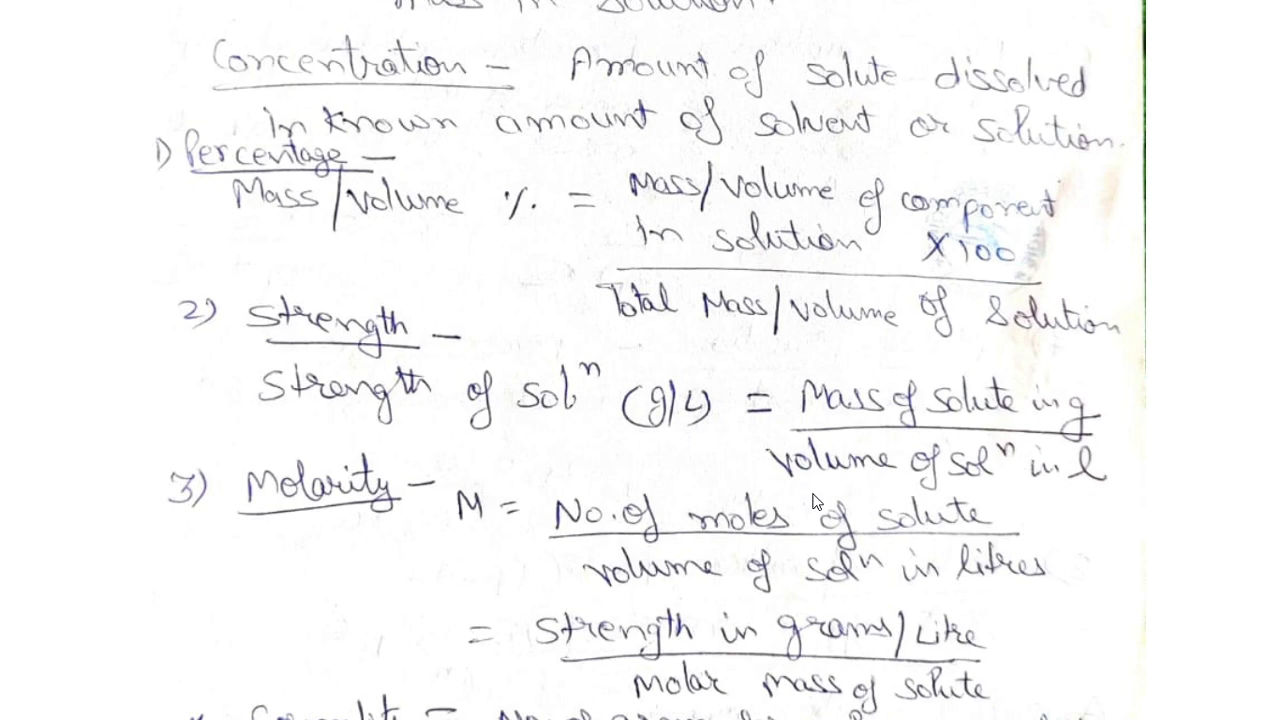 mass in solution.
Concentration - Amount of solute dissolved
in known amount of solvent or solution.
1) Percentage -
Mass/volume % = Mass/volume of component
in solution X100
Total Mass/volume of solution
2) Strength -
Strength of solⁿ (g/L) = Mass of solute in g
volume of solⁿ in l
3) Molarity - M = No. of moles of solute
volume of solⁿ in litres
= Strength in grams/Litre
Molar mass of solute